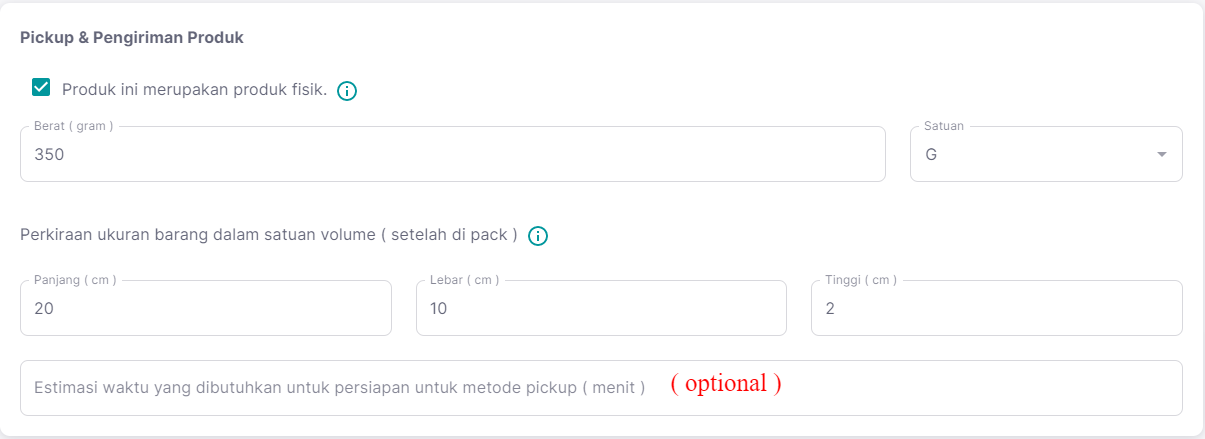 Pickup & Pengiriman Produk
Produk ini merupakan produk fisik.
Berat ( gram ) Satuan
350 G
Perkiraan ukuran barang dalam satuan volume ( setelah di pack )
Panjang ( cm ) Lebar ( cm ) Tinggi ( cm )
20 10 2
Estimasi waktu yang dibutuhkan untuk persiapan untuk metode pickup ( menit ) ( optional )